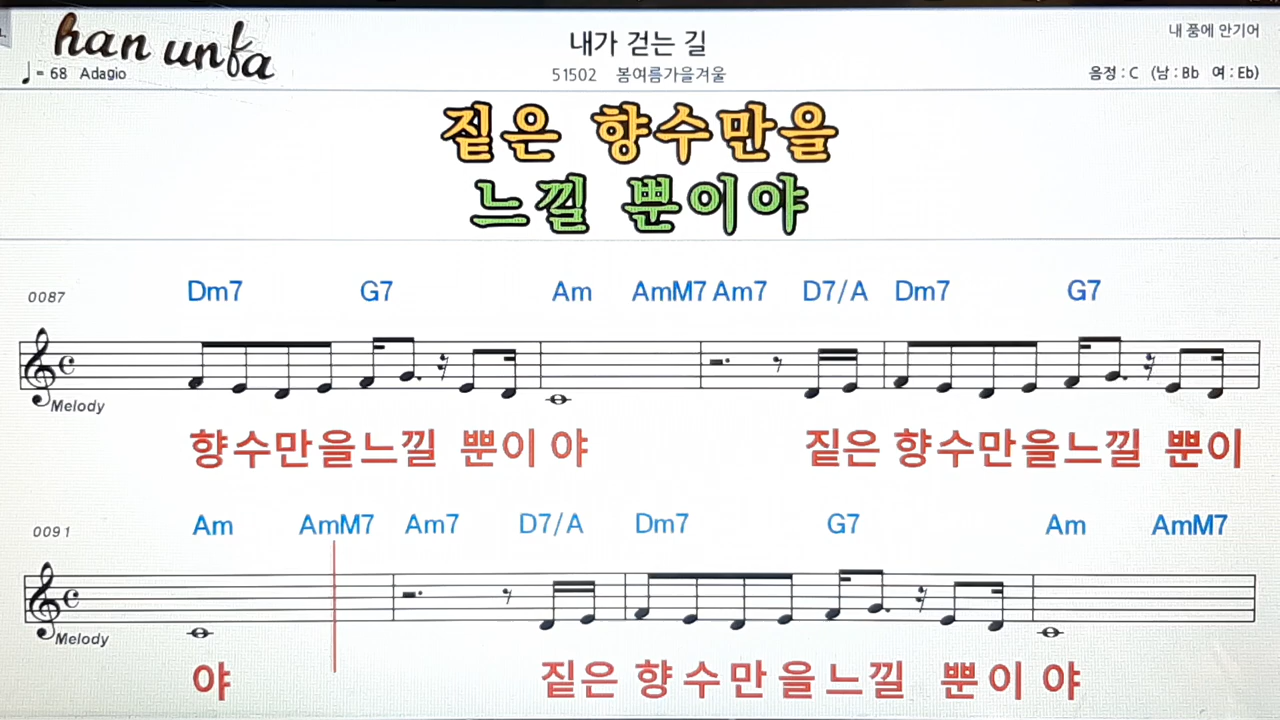 han unka
내가 걷는 길
내 품에 안기어
♩ = 68 Adagio
51502 봄여름가을겨울
음정 : C (남 : Bb 여 : Eb)
짙은 향수만을
느낄 뿐이야
0087 Dm7 G7 Am AmM7 Am7 D7/A Dm7 G7
Melody
향수만을느낄 뿐이 야 짙은 향수만을느낄 뿐이
0091 Am AmM7 Am7 D7/A Dm7 G7 Am AmM7
Melody
야 짙은 향수만을느낄 뿐이 야